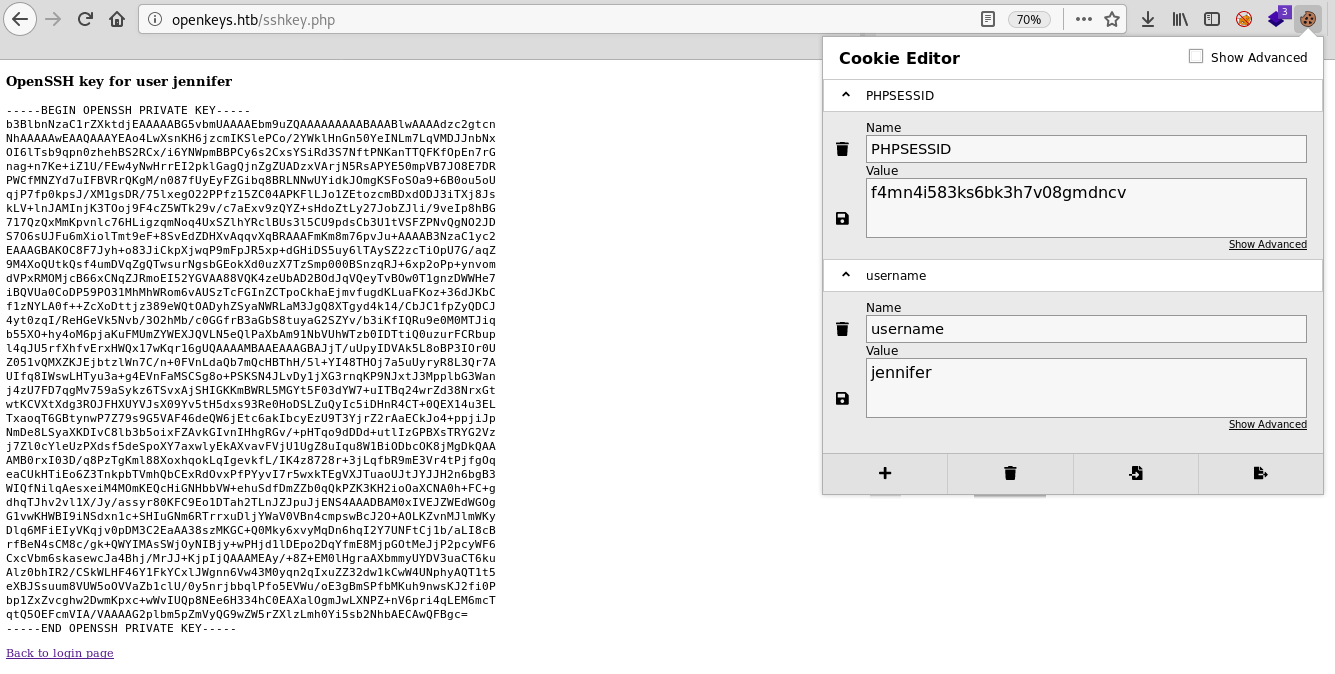 openkeys.htb/sshkey.php
70%
3
OpenSSH key for user jennifer
-----BEGIN OPENSSH PRIVATE KEY-----
b3BlbnNzaC1rZXktdjEAAAAABG5vbmUAAAAEbm9uZQAAAAAAAAABAAABlwAAAAdzc2gtcn
NhAAAAAwEAAQAAAYEAo4LwXsnKH6jzcmIKSlePCo/2YWklHnGn50YeINLm7LqVMDJJnbNx
OI6lTsb9qpn0zhehBS2RCx/i6YNWpmBBPCy6s2CxsYSiRd3S7NftPNKanTTQFKfOpEn7rG
nag+n7Ke+iZ1U/FEw4yNwHrrEI2pklGagQjnZgZUADzxVArjN5RsAPYE50mpVB7JO8E7DR
PWCfMNZYd7uIFBVRrQKgM/n087fUyEyFZGibq8BRLNNwUYidkJOmgKSFoSOa9+6B0ou5oU
qjP7fp0kpsJ/XM1gsDR/75lxegO22PPfz15ZC04APKFlLJo1ZEtozcmBDxdODJ3iTXj8Js
kLV+lnJAMInjK3TOoj9F4cZ5WTk29v/c7aExv9zQYZ+sHdoZtLy27JobZJli/9veIp8hBG
717QzQxMmKpvnlc76HLigzqmNoq4UxSZlhYRclBUs3l5CU9pdsCb3U1tVSFZPNvQgNO2JD
S7O6sUJFu6mXiolTmt9eF+8SvEdZDHXvAqqvXqBRAAAFmKm8m76pvJu+AAAAB3NzaC1yc2
EAAAGBAKOC8F7Jyh+o83JiCkpXjwqP9mFpJR5xp+dGHiDS5uy6lTAySZ2zcTiOpU7G/aqZ
9M4XoQUtkQsf4umDVqZgQTwsurNgsbGEokXd0uzX7TzSmp000BSnzqRJ+6xp2oPp+ynvom
dVPxRMOMjcB66xCNqZJRmoEI52YGVAA88VQK4zeUbAD2BOdJqVQeyTvBOw0T1gnzDWWHe7
iBQVUa0CoDP59PO31MhMhWRom6vAUSzTcFGInZCTpoCkhaEjmvfugdKLuaFKoz+36dJKbC
f1zNYLA0f++ZcXoDttjz389eWQtOADyhZSyaNWRLaM3JgQ8XTgyd4k14/CbJC1fpZyQDCJ
4yt0zqI/ReHGeVk5Nvb/3O2hMb/c0GGfrB3aGbS8tuyaG2SZYv/b3iKfIQRu9e0M0MTJiq
b55XO+hy4oM6pjaKuFMUmZYWEXJQVLN5eQlPaXbAm91NbVUhWTzb0IDTtiQ0uzurFCRbup
l4qJU5rfXhfvErxHWQx17wKqr16gUQAAAAMBAAEAAAGBAJjT/uUpyIDVAk5L8oBP3IOr0U
Z051vQMXZKJEjbtzlWn7C/n+0FVnLdaQb7mQcHBThH/5l+YI48THOj7a5uUyryR8L3Qr7A
UIfq8IWswLHTyu3a+g4EVnFaMSCSg8o+PSKSN4JLvDy1jXG3rnqKP9NJxtJ3MpplbG3Wan
j4zU7FD7qgMv759aSykz6TSvxAjSHIGKKmBWRL5MGYt5F03dYW7+uITBq24wrZd38NrxGt
wtKCVXtXdg3ROJFHXUYVJsX09Yv5tH5dxs93Re0HoDSLZuQyIc5iDHnR4CT+0QEX14u3EL
TxaoqT6GBtynwP7Z79s9G5VAF46deQW6jEtc6akIbcyEzU9T3YjrZ2rAaECkJo4+ppjiJp
NmDe8LSyaXKDIvC8lb3b5oixFZAvkGIvnIHhgRGv/+pHTqo9dDDd+utlIzGPBXsTRYG2Vz
j7Zl0cYleUzPXdsf5deSpoXY7axwlyEkAXvavFVjU1UgZ8uIqu8W1BiODbcOK8jMgDkQAA
AMB0rxI03D/q8PzTgKml88XoxhqokLqIgevkfL/IK4z8728r+3jLqfbR9mE3Vr4tPjfgOq
eaCUkHTiEo6Z3TnkpbTVmhQbCExRdOvxPfPYyvI7r5wxkTEgVXJTuaoUJtJYJJH2n6bgB3
WIQfNilqAesxeiM4MOmKEQcHiGNHbbVW+ehuSdfDmZZb0qQkPZK3KH2ioOaXCNA0h+FC+g
dhqTJhv2vl1X/Jy/assyr80KFC9Eo1DTah2TLnJZJpuJjENS4AAADBAM0xIVEJZWEdWGOg
G1vwKHWBI9iNSdxn1c+SHIuGNm6RTrrxuDljYWaV0VBn4cmpswBcJ2O+AOLKZvnMJlmWKy
Dlq6MFiEIyVKqjv0pDM3C2EaAA38szMKGC+Q0Mky6xvyMqDn6hqI2Y7UNFtCj1b/aLI8cB
rfBeN4sCM8c/gk+QWYIMAsSWjOyNIBjy+wPHjd1lDEpo2DqYfmE8MjpGOtMeJjP2pcyWF6
CxcVbm6skasewcJa4Bhj/MrJJ+KjpIjQAAAMEAy/+8Z+EM0lHgraAXbmmyUYDV3uaCT6ku
Alz0bhIR2/CSkWLHF46Y1FkYCxlJWgnn6Vw43M0yqn2qIxuZZ32dw1kCwW4UNphyAQT1t5
eXBJSsuum8VUW5oOVVaZb1clU/0y5nrjbbqlPfo5EVWu/oE3gBmSPfbMKuh9nwsKJ2fi0P
bp1ZxZvcghw2DwmKpxc+wWvIUQp8NEe6H334hC0EAXalOgmJwLXNPZ+nV6pri4qLEM6mcT
qtQ5OEFcmVIA/VAAAAG2plbm5pZmVyQG9wZW5rZXlzLmh0Yi5sb2NhbAECAwQFBgc=
-----END OPENSSH PRIVATE KEY-----
Back to login page
Cookie Editor
Show Advanced
PHPSESSID
Name
PHPSESSID
Value
f4mn4i583ks6bk3h7v08gmdncv
Show Advanced
username
Name
username
Value
jennifer
Show Advanced